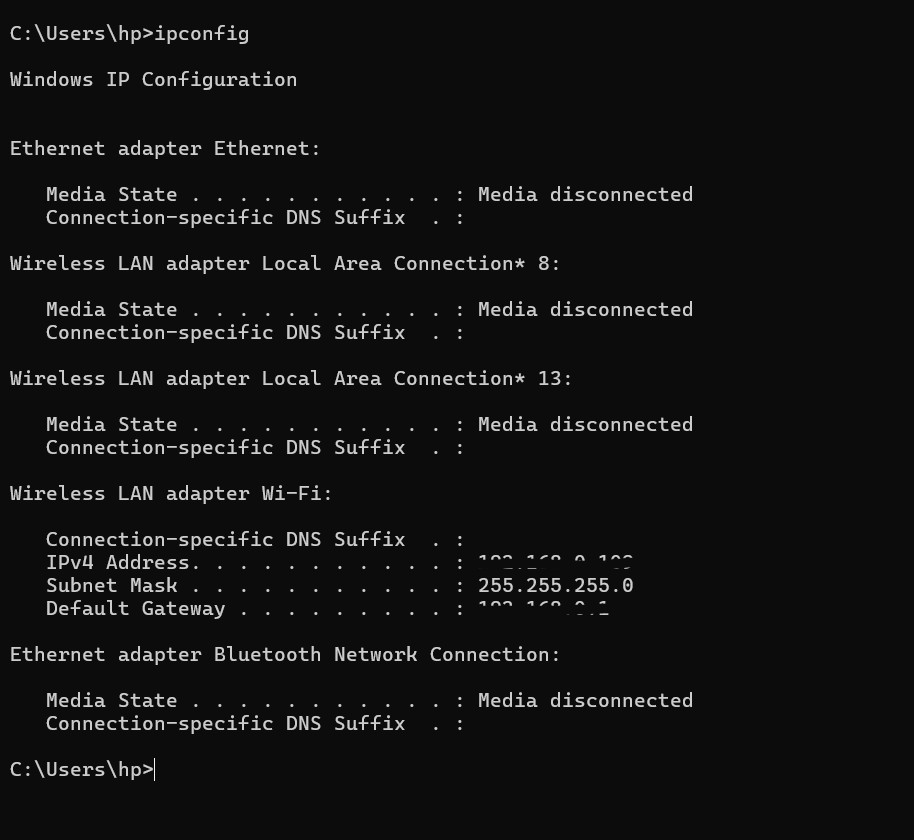 C:\Users\hp>ipconfig
Windows IP Configuration
Ethernet adapter Ethernet:
Media State . . . . . . . . . . . : Media disconnected
Connection-specific DNS Suffix  . :
Wireless LAN adapter Local Area Connection* 8:
Media State . . . . . . . . . . . : Media disconnected
Connection-specific DNS Suffix  . :
Wireless LAN adapter Local Area Connection* 13:
Media State . . . . . . . . . . . : Media disconnected
Connection-specific DNS Suffix  . :
Wireless LAN adapter Wi-Fi:
Connection-specific DNS Suffix  . :
IPv4 Address. . . . . . . . . . . :
Subnet Mask . . . . . . . . . . . : 255.255.255.0
Default Gateway . . . . . . . . . :
Ethernet adapter Bluetooth Network Connection:
Media State . . . . . . . . . . . : Media disconnected
Connection-specific DNS Suffix  . :
C:\Users\hp>